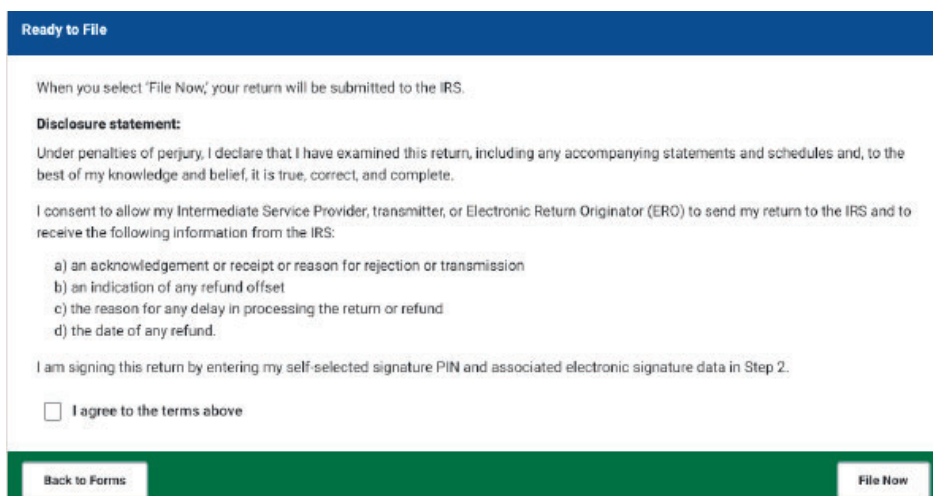 Ready to File
When you select 'File Now,' your return will be submitted to the IRS.
Disclosure statement:
Under penalties of perjury, I declare that I have examined this return, including any accompanying statements and schedules and, to the
best of my knowledge and belief, it is true, correct, and complete.
I consent to allow my Intermediate Service Provider, transmitter, or Electronic Return Originator (ERO) to send my return to the IRS and to
receive the following information from the IRS:
a) an acknowledgement or receipt or reason for rejection or transmission
b) an indication of any refund offset
c) the reason for any delay in processing the return or refund
d) the date of any refund.
I am signing this return by entering my self-selected signature PIN and associated electronic signature data in Step 2.
I agree to the terms above
Back to Forms
File Now